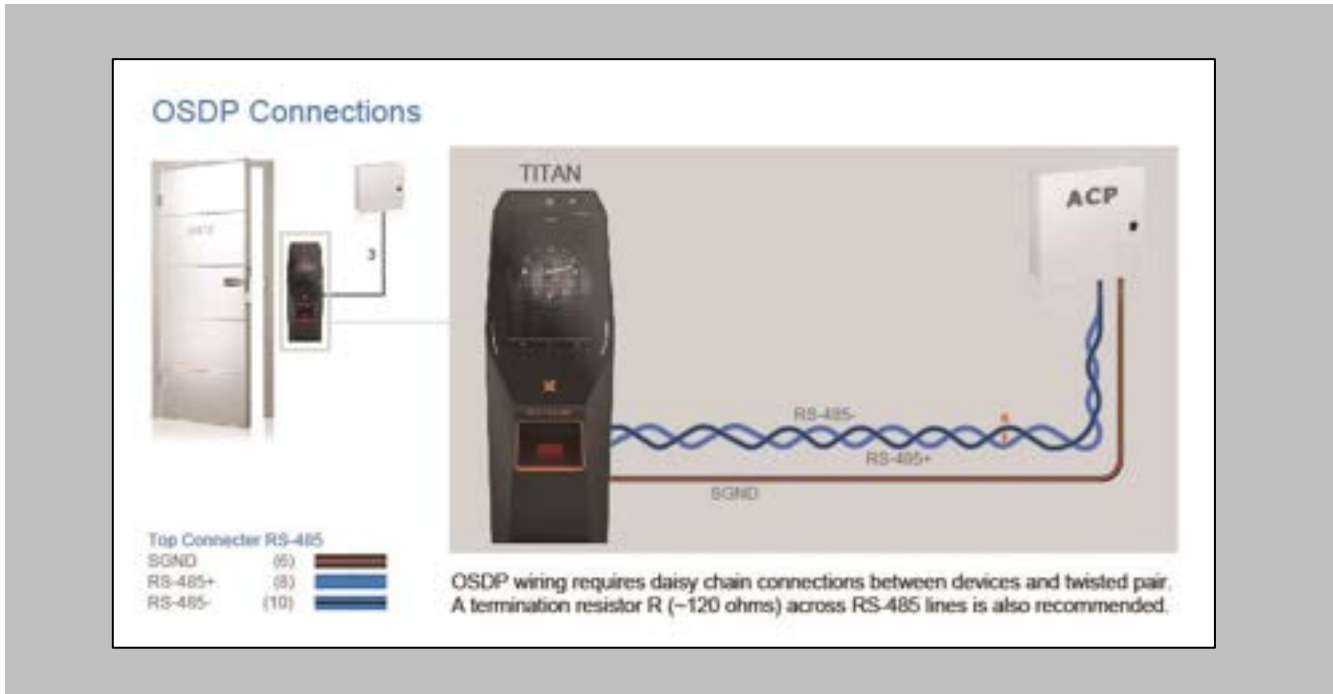 OSDP Connections
TITAN
ACP
3
RS-485-
R
RS-485+
SGND
Top Connecter RS-485
SGND (6)
RS-485+ (8)
RS-485- (10)
OSDP wiring requires daisy chain connections between devices and twisted pair.
A termination resistor R (~120 ohms) across RS-485 lines is also recommended.